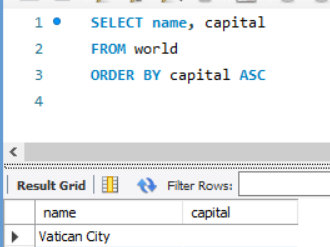 1 SELECT name, capital
2 FROM world
3 ORDER BY capital ASC
4
Result Grid Filter Rows:
name capital
Vatican City